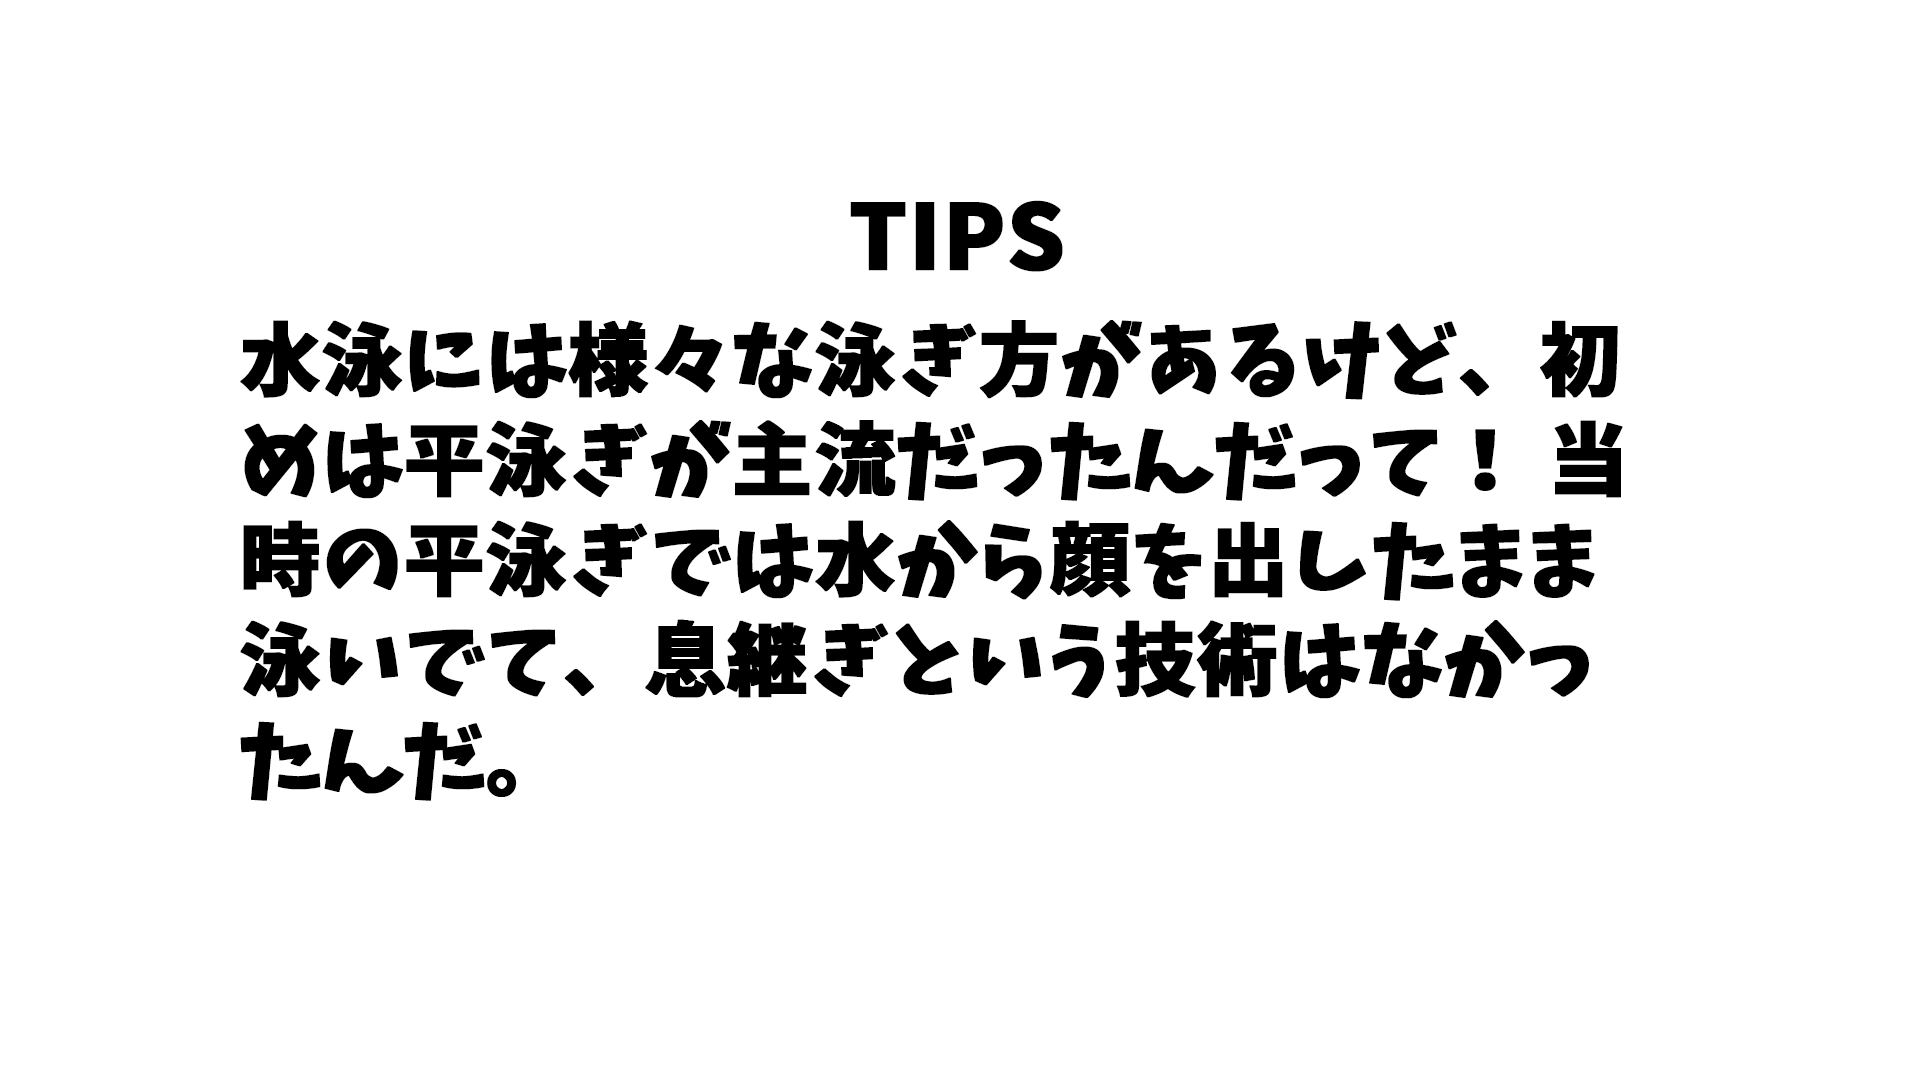 TIPS
水泳には様々な泳ぎ方があるけど、初
めは平泳ぎが主流だったんだって！ 当
時の平泳ぎでは水から顔を出したまま
泳いでて、息継ぎという技術はなかっ
たんだ。